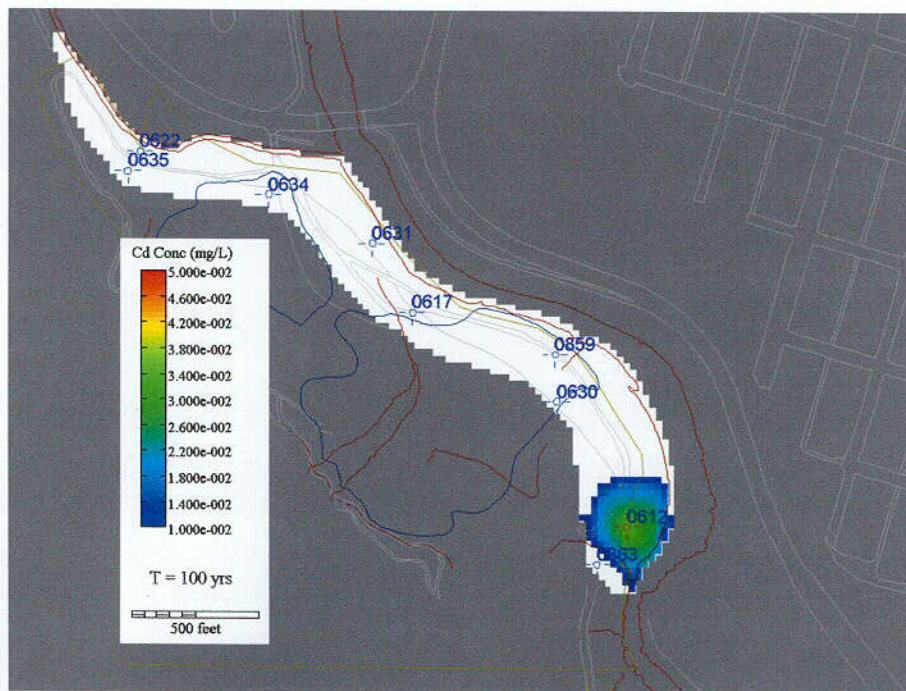 0622
0635
0634
0631
0617
0859
0630
0612
0863
Cd Conc (mg/L)
5.000e-002
4.600e-002
4.200e-002
3.800e-002
3.400e-002
3.000e-002
2.600e-002
2.200e-002
1.800e-002
1.400e-002
1.000e-002
T = 100 yrs
500 feet